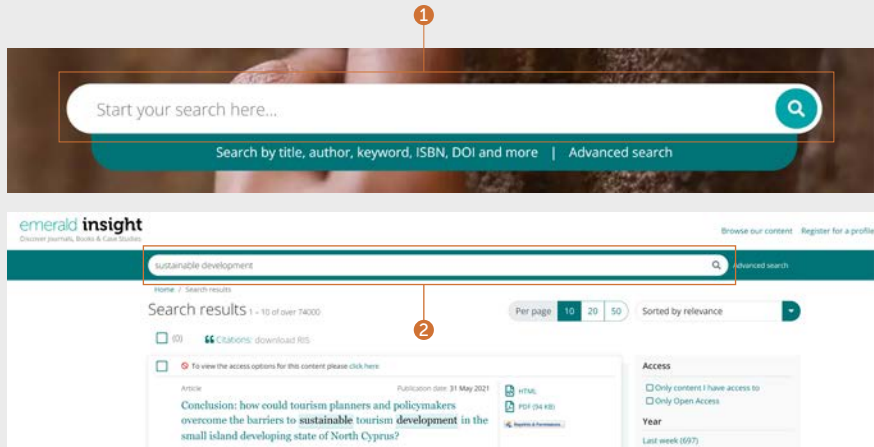 1
Start your search here...
Search by title, author, keyword, ISBN, DOI and more | Advanced search
emerald insight
Discover Journals, Books & Case Studies
Browse our content Register for a profile
sustainable development
Advanced search
Home / Search results
Search results 1 – 10 of over 74000
Per page 10 20 50
Sorted by relevance
2
(0)
Citations: download RIS
To view the access options for this content please click here
Article
Publication date: 31 May 2021
Conclusion: how could tourism planners and policymakers
overcome the barriers to sustainable tourism development in the
small island developing state of North Cyprus?
HTML
PDF (94 KB)
Reprints & Permissions
Access
Only content I have access to
Only Open Access
Year
Last week (697)